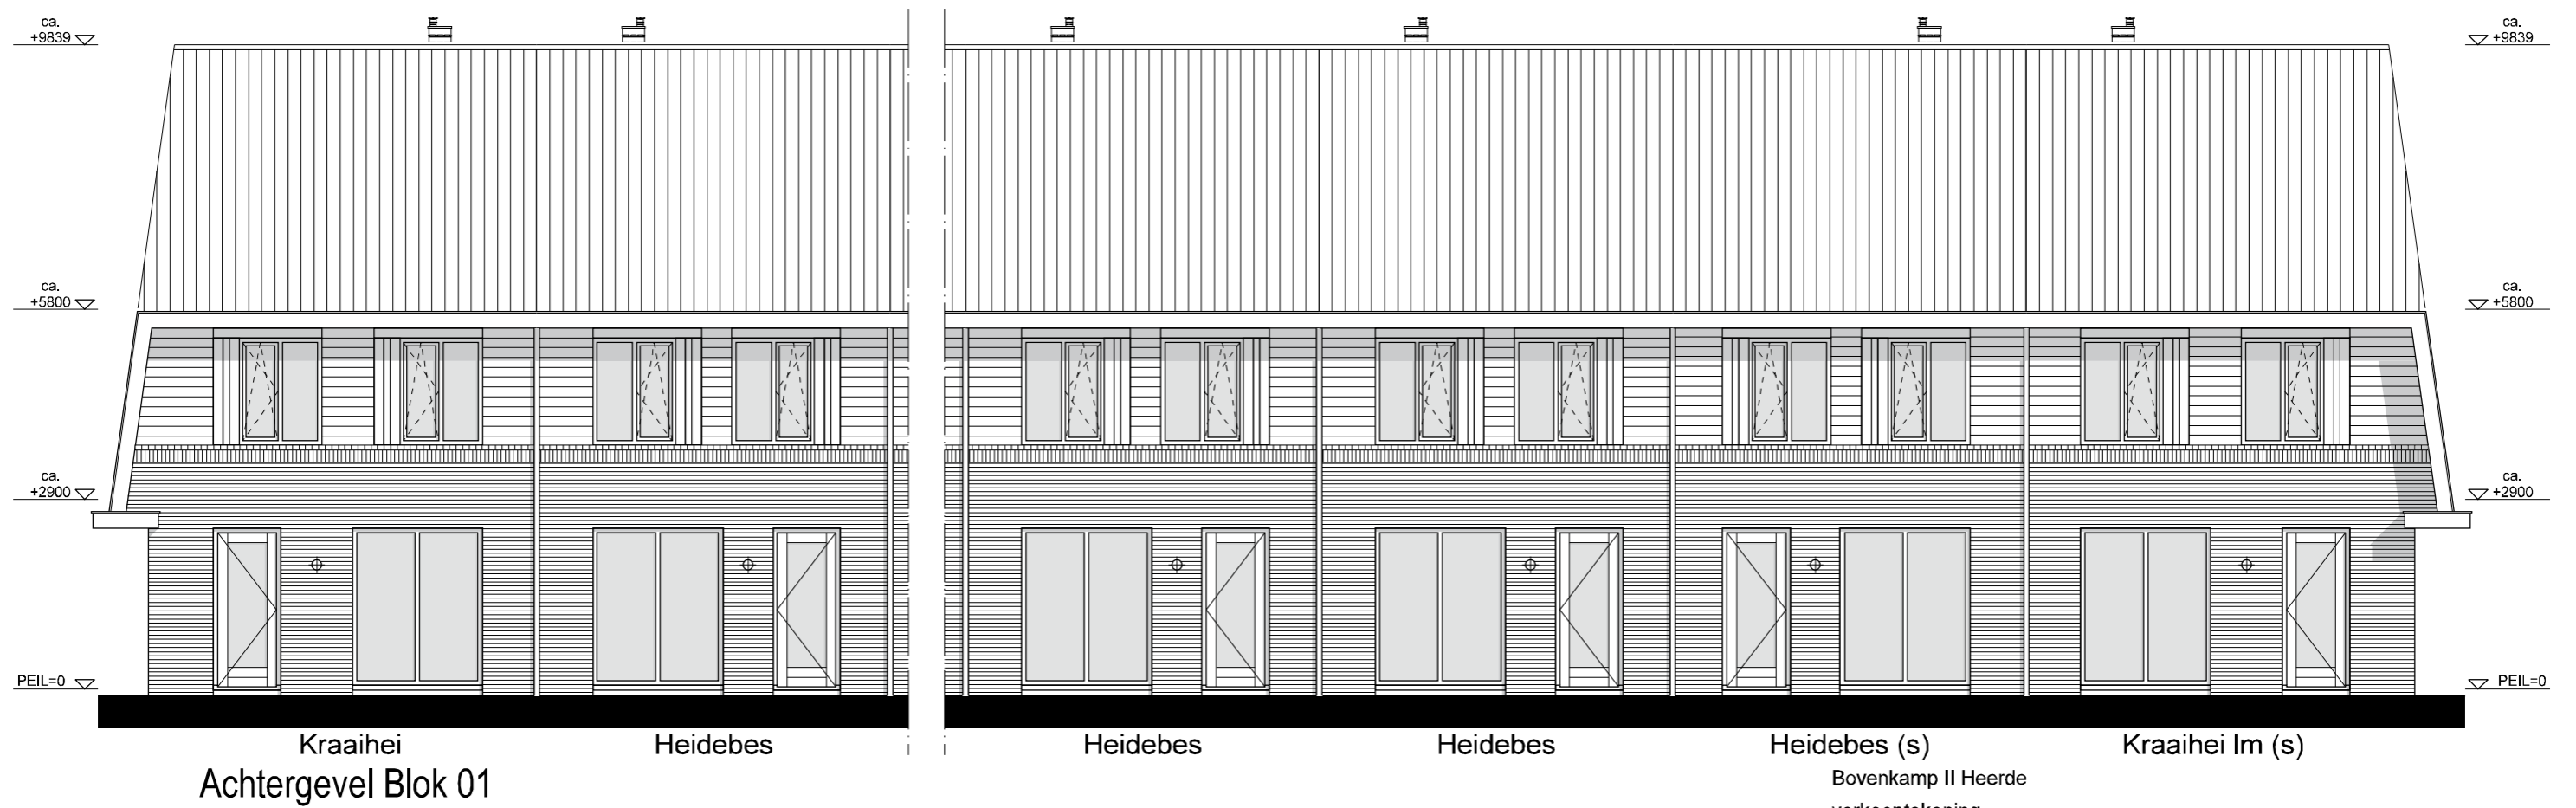 ca.
+9839
ca.
+9839
ca.
+5800
ca.
+5800
ca.
+2900
ca.
+2900
PEIL=0
PEIL=0
Kraaihei
Heidebes
Heidebes
Heidebes
Heidebes (s)
Kraaihei lm (s)
Achtergevel Blok 01
Bovenkamp II Heerde